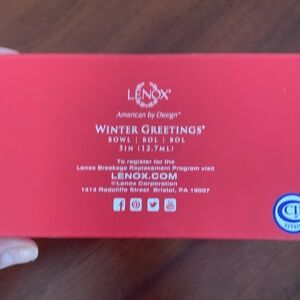 LENOX®
American by Design™
WINTER GREETINGS®
BOWL | BOL | BOL
5IN (12.7ML)
To register for the
Lenox Breakage Replacement Program visit
LENOX.COM
©Lenox Corporation
1414 Radcliffe Street Bristol, PA 19007